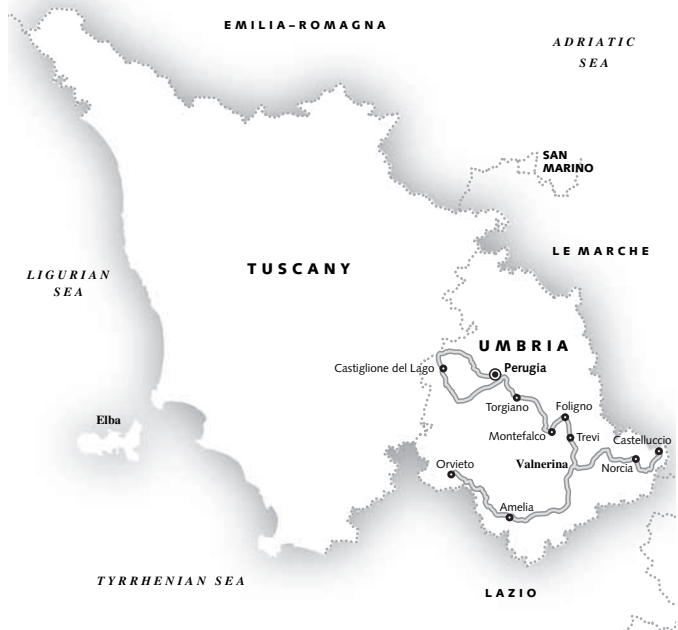 EMILIA–ROMAGNA
ADRIATIC
SEA
SAN
MARINO
LE MARCHE
TUSCANY
LIGURIAN
SEA
UMBRIA
Castiglione del Lago
Perugia
Torgiano
Foligno
Elba
Montefalco
Trevi
Castelluccio
Orvieto
Valnerina
Norcia
Amelia
TYRRHENIAN SEA
LAZIO